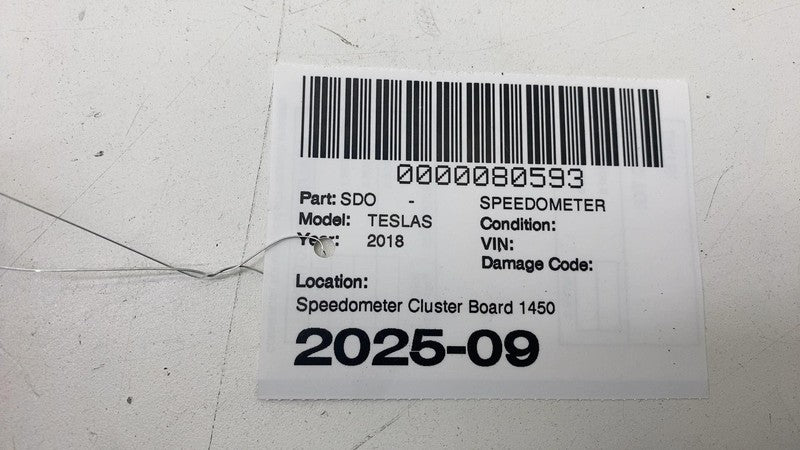 0000080593
Part: SDO - SPEEDOMETER
Model: TESLAS Condition:
Year: 2018 VIN:
Damage Code:
Location:
Speedometer Cluster Board 1450
2025-09